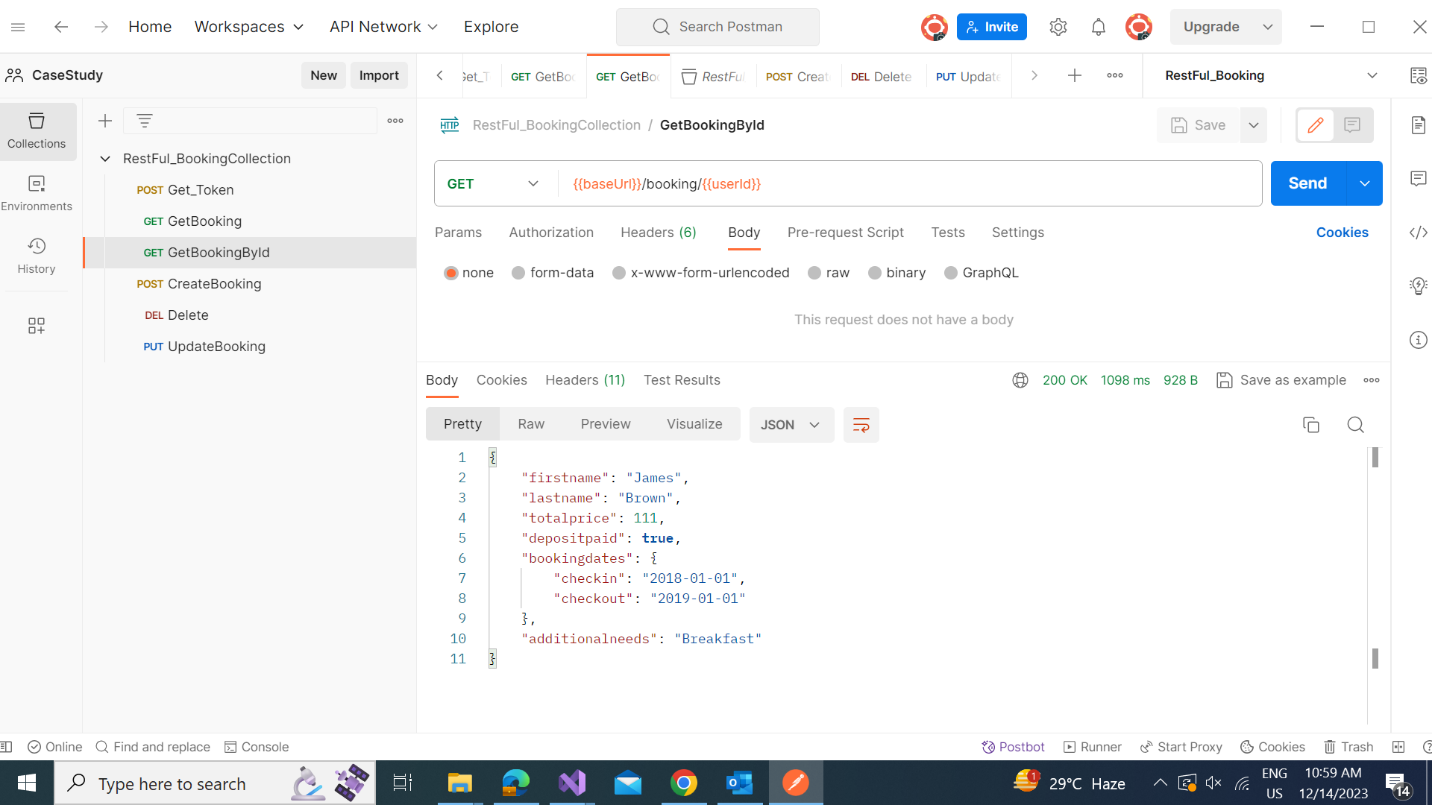 Home Workspaces API Network Explore Search Postman Invite Upgrade
CaseStudy New Import GET GetBoo GET GetBoo RestFul POST Creat DEL Delete PUT Update RestFul_Booking
Collections
Environments
History
RestFul_BookingCollection
POST Get_Token
GET GetBooking
GET GetBookingById
POST CreateBooking
DEL Delete
PUT UpdateBooking
HTTP RestFul_BookingCollection / GetBookingById Save
GET {{baseUrl}}/booking/{{userId}} Send
Params Authorization Headers (6) Body Pre-request Script Tests Settings Cookies
none form-data x-www-form-urlencoded raw binary GraphQL
This request does not have a body
Body Cookies Headers (11) Test Results 200 OK 1098 ms 928 B Save as example
Pretty Raw Preview Visualize JSON
1 {
2 "firstname": "James",
3 "lastname": "Brown",
4 "totalprice": 111,
5 "depositpaid": true,
6 "bookingdates": {
7 "checkin": "2018-01-01",
8 "checkout": "2019-01-01"
9 },
10 "additionalneeds": "Breakfast"
11 }
Online Find and replace Console Postbot Runner Start Proxy Cookies Trash
Type here to search 1 29°C Haze ENG US 10:59 AM 12/14/2023 14